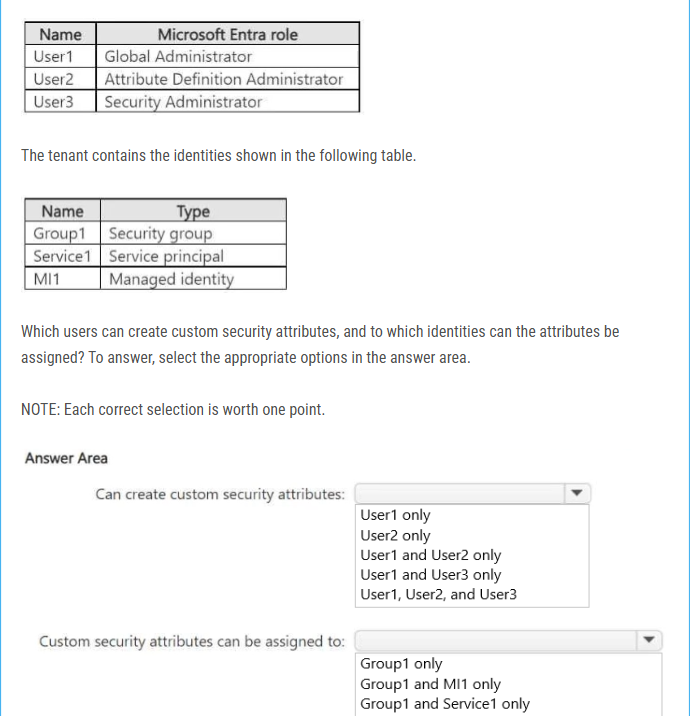 Name Microsoft Entra role
User1 Global Administrator
User2 Attribute Definition Administrator
User3 Security Administrator
The tenant contains the identities shown in the following table.
Name Type
Group1 Security group
Service1 Service principal
MI1 Managed identity
Which users can create custom security attributes, and to which identities can the attributes be
assigned? To answer, select the appropriate options in the answer area.
NOTE: Each correct selection is worth one point.
Answer Area
Can create custom security attributes:
User1 only
User2 only
User1 and User2 only
User1 and User3 only
User1, User2, and User3
Custom security attributes can be assigned to:
Group1 only
Group1 and MI1 only
Group1 and Service1 only